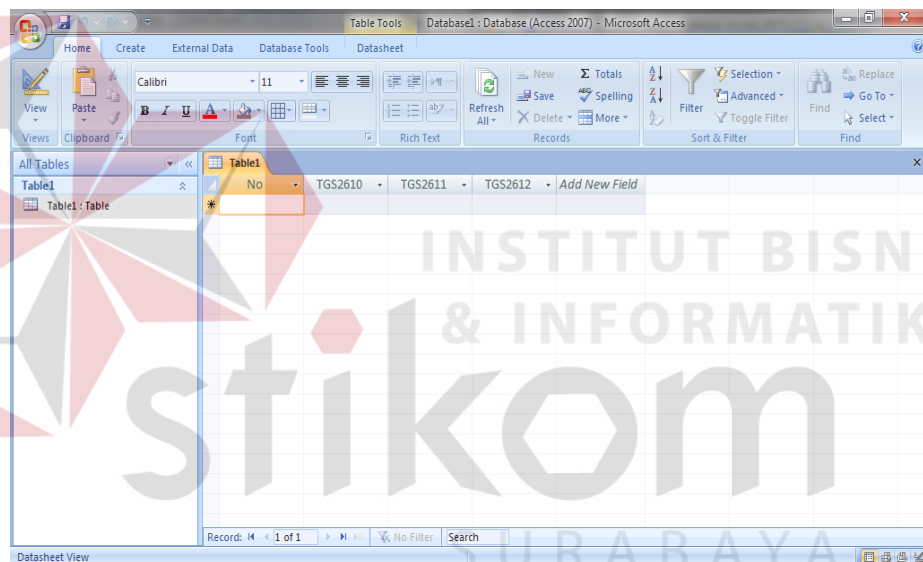 Table Tools Database1 : Database (Access 2007) - Microsoft Access
Home Create External Data Database Tools Datasheet
View
Views
Paste
Clipboard
Calibri 11
B I U
Font
Rich Text
Refresh All
New
Save
Delete
Σ Totals
Spelling
More
Records
Filter
Selection
Advanced
Toggle Filter
Sort & Filter
Find
Replace
Go To
Select
Find
All Tables
Table1
Table1 : Table
Table1
No TGS2610 TGS2611 TGS2612 Add New Field
INSTITUT BISN
& INFORMATIK
stikom
SURABAYA
Record: 1 of 1 No Filter Search
Datasheet View